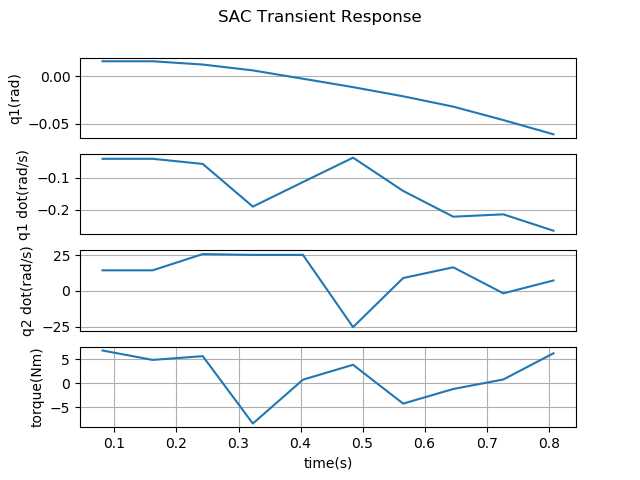 SAC Transient Response
q1(rad)
0.00
−0.05
q1 dot(rad/s)
−0.1
−0.2
q2 dot(rad/s)
25
0
−25
torque(Nm)
5
0
−5
0.1 0.2 0.3 0.4 0.5 0.6 0.7 0.8
time(s)